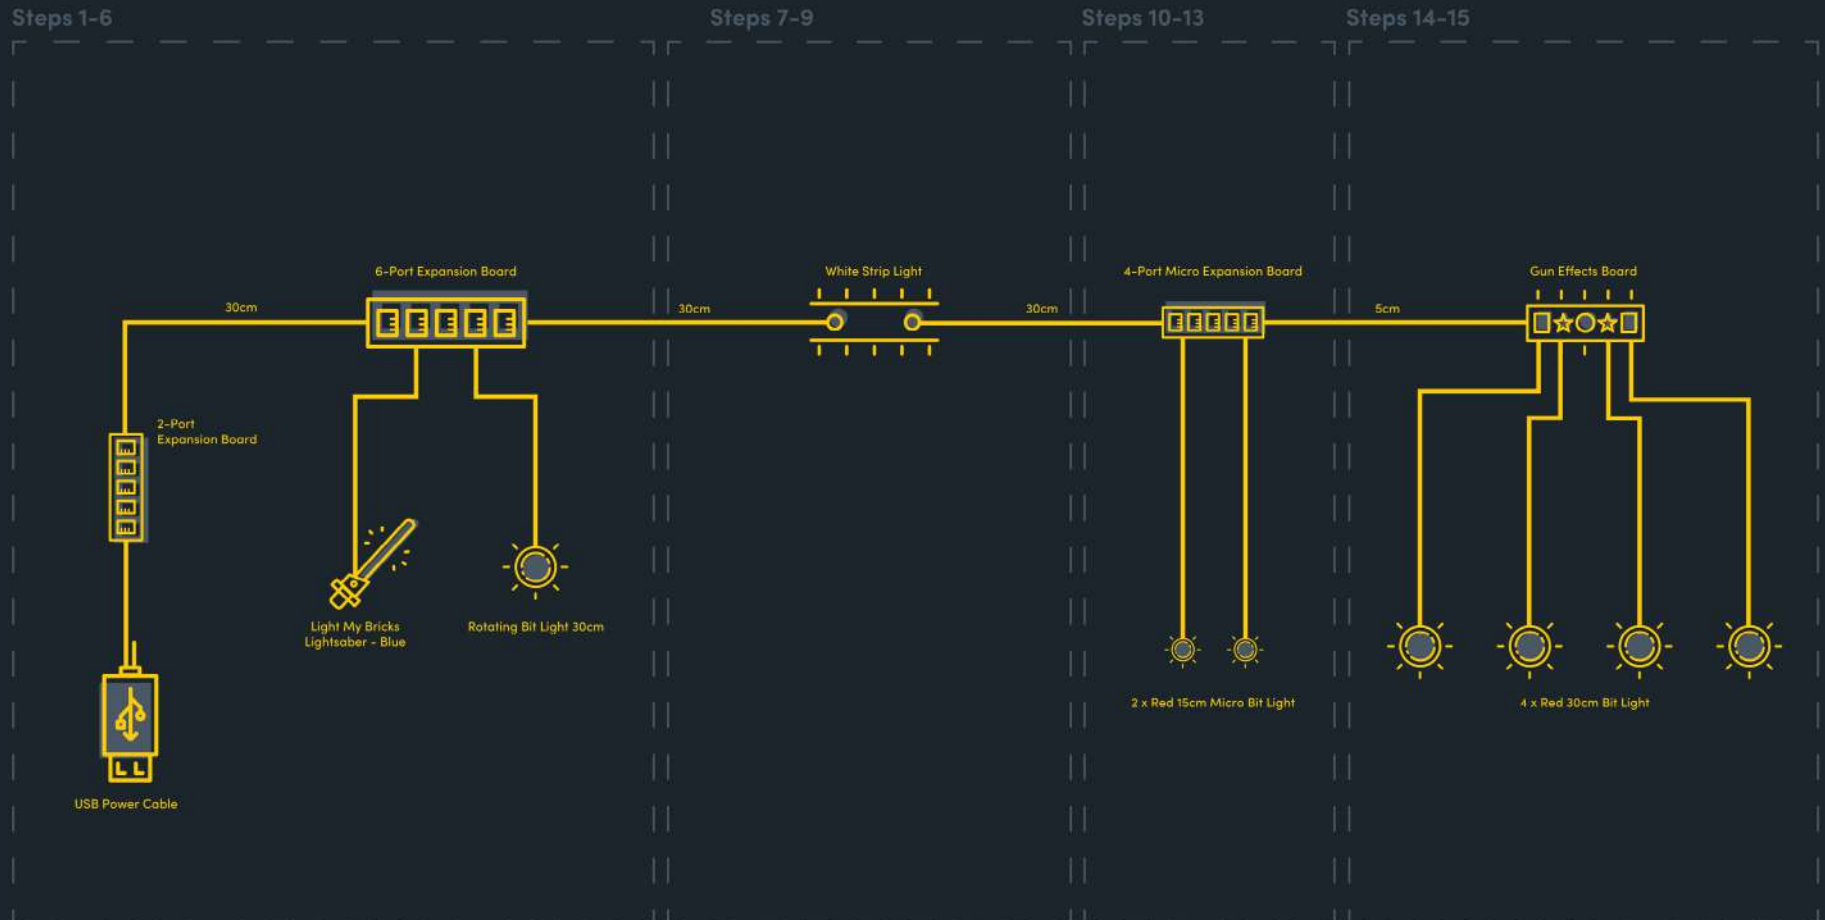 Steps 1-6
Steps 7-9
Steps 10-13
Steps 14-15
6-Port Expansion Board
White Strip Light
4-Port Micro Expansion Board
Gun Effects Board
30cm
30cm
30cm
5cm
2-Port
Expansion Board
Light My Bricks
Lightsaber - Blue
Rotating Bit Light 30cm
2 x Red 15cm Micro Bit Light
4 x Red 30cm Bit Light
USB Power Cable